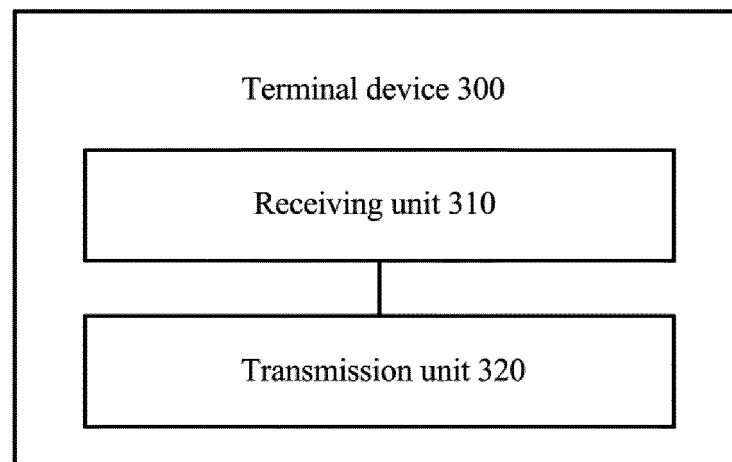 Terminal device 300
Receiving unit 310
Transmission unit 320